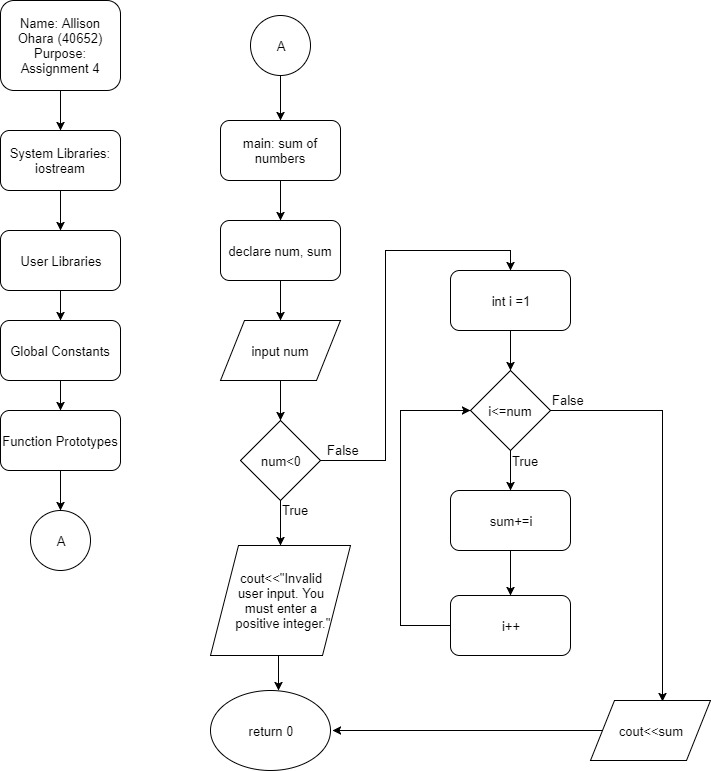 Name: Allison
Ohara (40652)
Purpose:
Assignment 4
System Libraries:
iostream
User Libraries
Global Constants
Function Prototypes
A
A
main: sum of
numbers
declare num, sum
input num
num<0
False
True
cout<<"Invalid
user input. You
must enter a
positive integer."
return 0
int i =1
i<=num
False
True
sum+=i
i++
cout<<sum